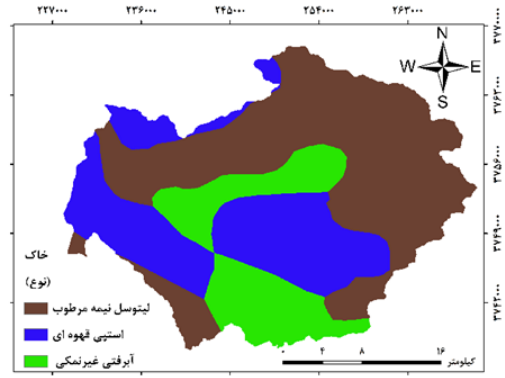 ۲۲۷۰۰۰ ۲۳۶۰۰۰ ۲۴۵۰۰۰ ۲۵۴۰۰۰ ۲۶۳۰۰۰
N
W E
S
۳۷۷۰۰۰۰
۳۷۶۳۰۰۰
۳۷۵۶۰۰۰
۳۷۴۹۰۰۰
۳۷۴۲۰۰۰
خاک
(نوع)
لیتوسل نیمه مرطوب
استپی قهوه ای
آبرفتی غیرنمکی
۰ ۴ ۸ ۱۶
کیلومتر